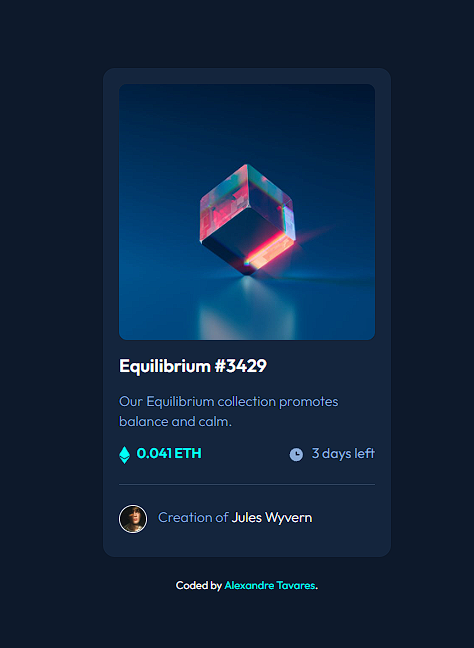 Equilibrium #3429
Our Equilibrium collection promotes
balance and calm.
0.041 ETH
3 days left
Creation of Jules Wyvern
Coded by Alexandre Tavares.